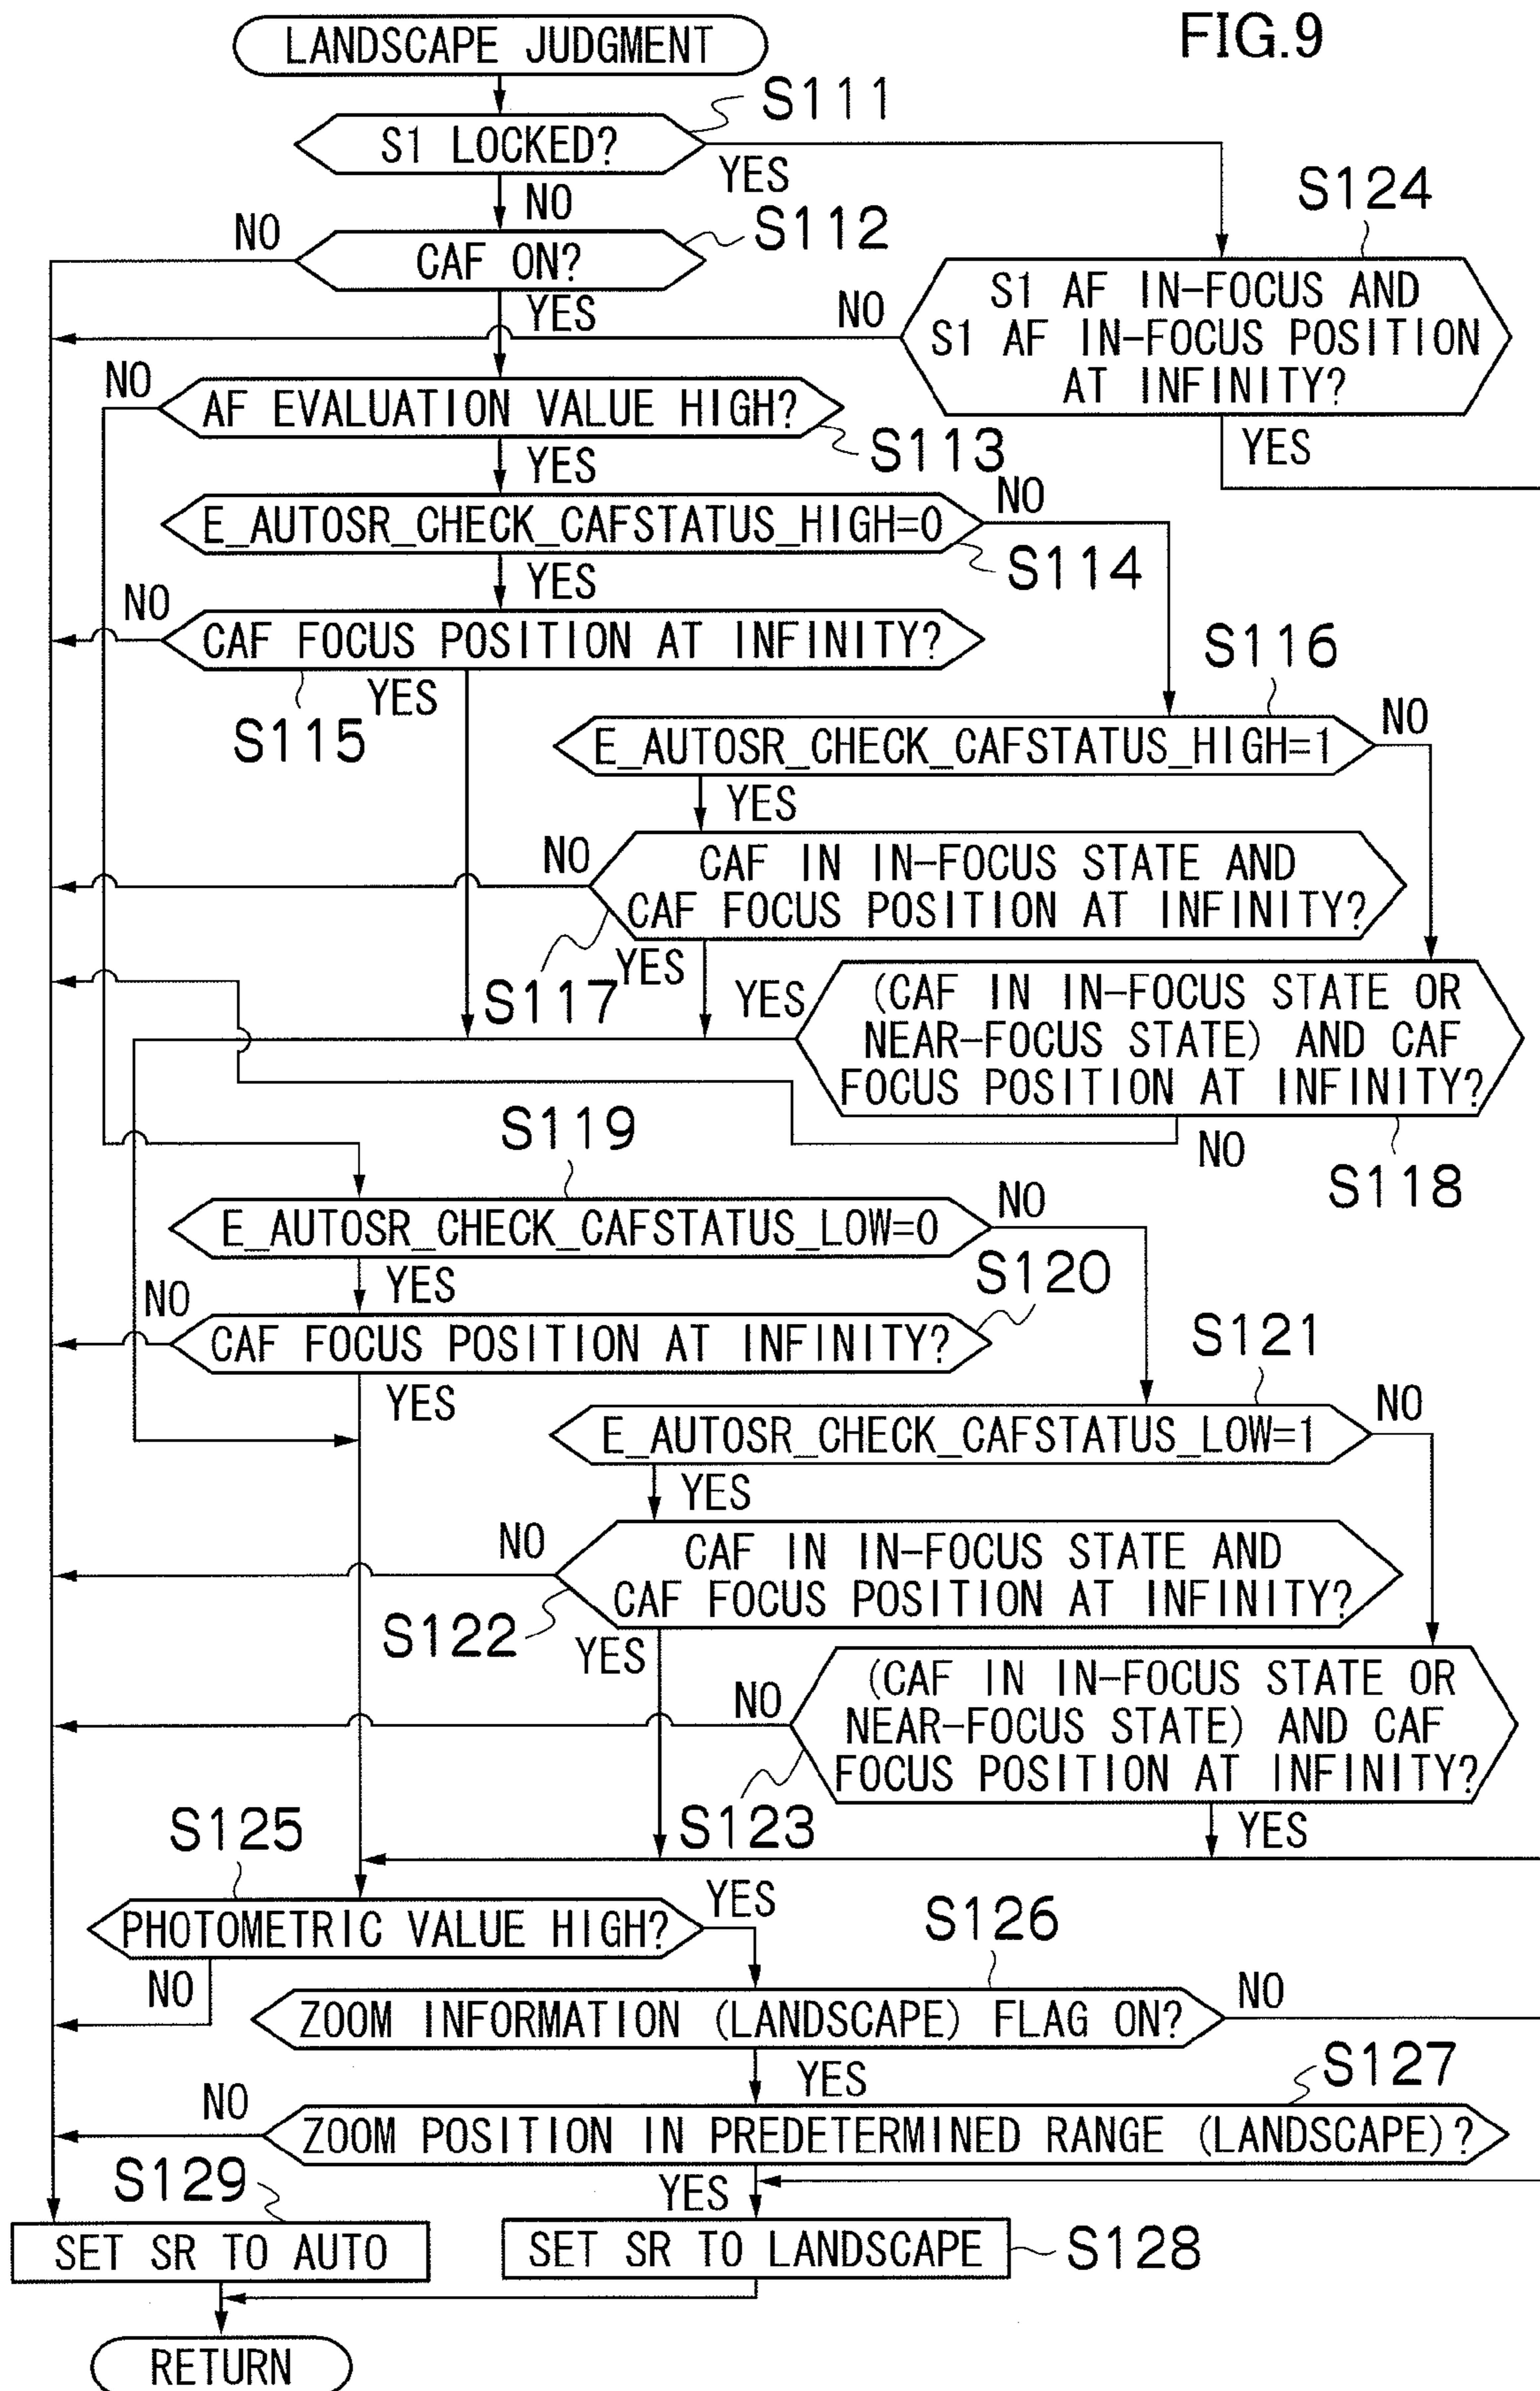 FIG.9
LANDSCAPE JUDGMENT
S111
S1 LOCKED?
YES
NO
S124
NO
S112
CAF ON?
YES
S1 AF IN-FOCUS AND
S1 AF IN-FOCUS POSITION
AT INFINITY?
NO
YES
NO
AF EVALUATION VALUE HIGH?
S113
YES
E_AUTOSR_CHECK_CAFSTATUS_HIGH=0
NO
S114
YES
NO
CAF FOCUS POSITION AT INFINITY?
S115
YES
S116
E_AUTOSR_CHECK_CAFSTATUS_HIGH=1
NO
YES
NO
CAF IN IN-FOCUS STATE AND
CAF FOCUS POSITION AT INFINITY?
S117
YES
YES
(CAF IN IN-FOCUS STATE OR
NEAR-FOCUS STATE) AND CAF
FOCUS POSITION AT INFINITY?
NO
S118
S119
E_AUTOSR_CHECK_CAFSTATUS_LOW=0
NO
YES
S120
NO
CAF FOCUS POSITION AT INFINITY?
YES
S121
E_AUTOSR_CHECK_CAFSTATUS_LOW=1
NO
YES
NO
CAF IN IN-FOCUS STATE AND
CAF FOCUS POSITION AT INFINITY?
S122
YES
NO
(CAF IN IN-FOCUS STATE OR
NEAR-FOCUS STATE) AND CAF
FOCUS POSITION AT INFINITY?
S123
YES
S125
PHOTOMETRIC VALUE HIGH?
YES
NO
S126
ZOOM INFORMATION (LANDSCAPE) FLAG ON?
NO
YES
S127
NO
ZOOM POSITION IN PREDETERMINED RANGE (LANDSCAPE)?
YES
S129
SET SR TO AUTO
SET SR TO LANDSCAPE
S128
RETURN